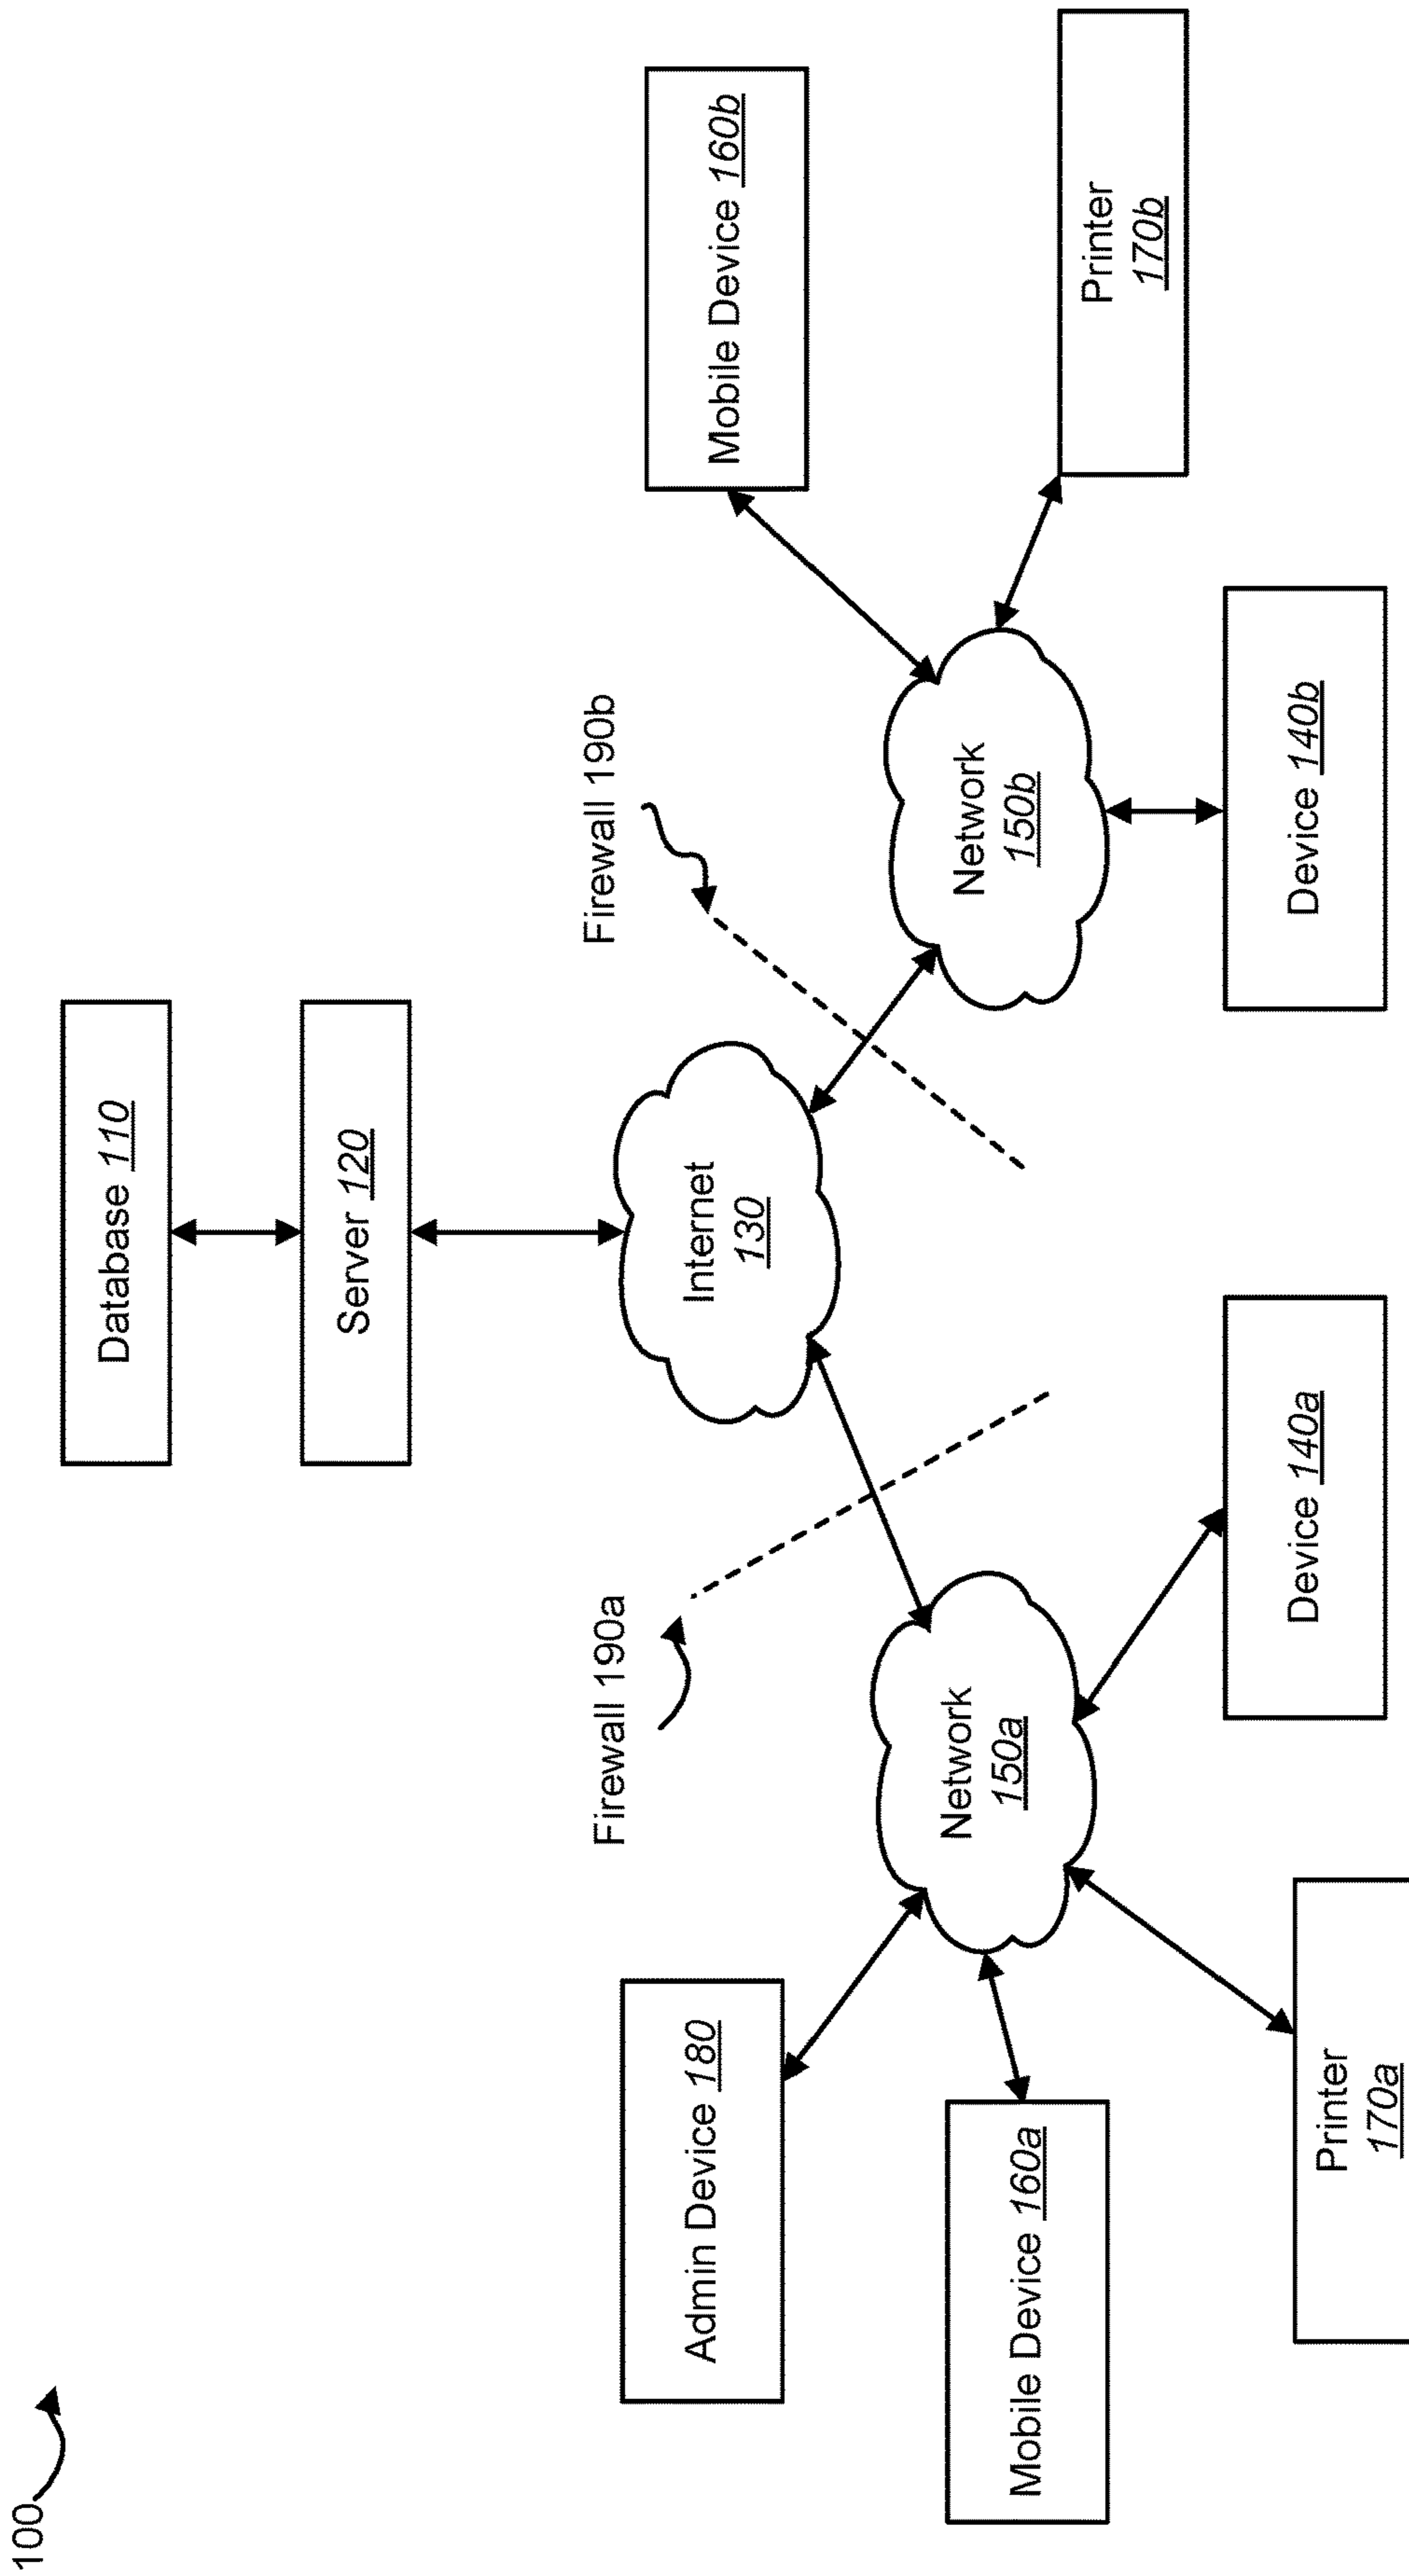 100
Database 110
Server 120
Internet
130
Firewall 190a
Firewall 190b
Admin Device 180
Mobile Device 160b
Network
150a
Network
150b
Mobile Device 160a
Printer
170b
Device 140a
Device 140b
Printer
170a